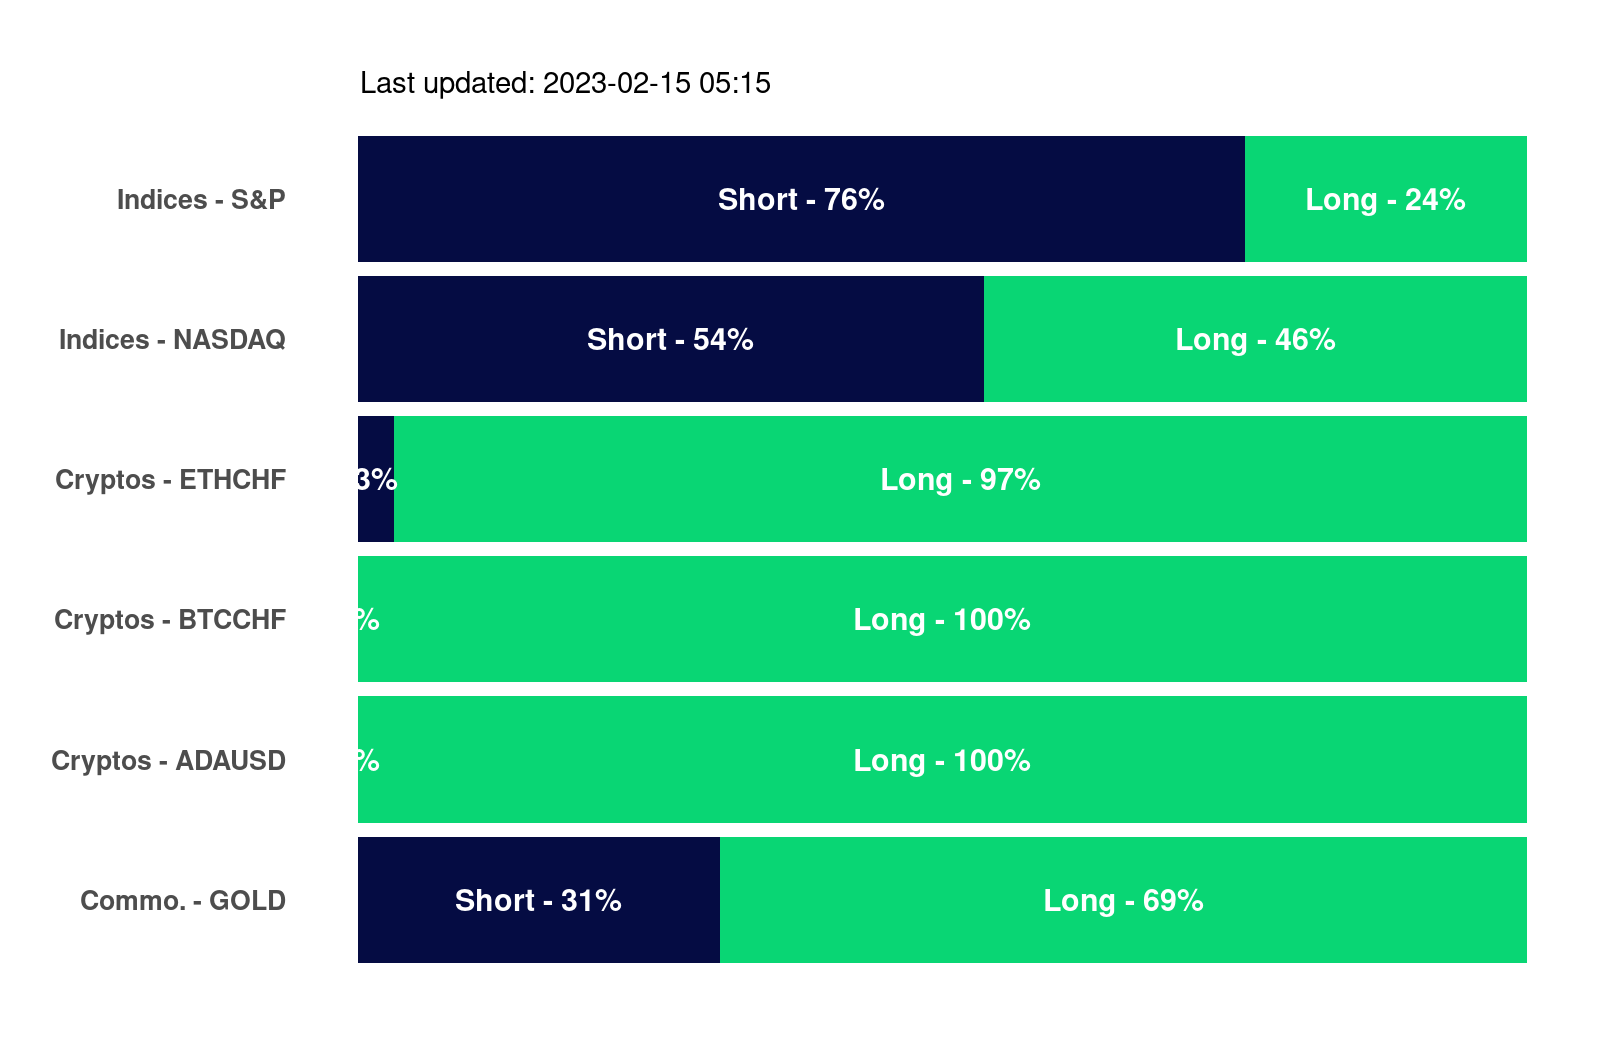 Last updated: 2023-02-15 05:15
Indices - S&P Short - 76% Long - 24%
Indices - NASDAQ Short - 54% Long - 46%
Cryptos - ETHCHF 3% Long - 97%
Cryptos - BTCCHF % Long - 100%
Cryptos - ADAUSD % Long - 100%
Commo. - GOLD Short - 31% Long - 69%